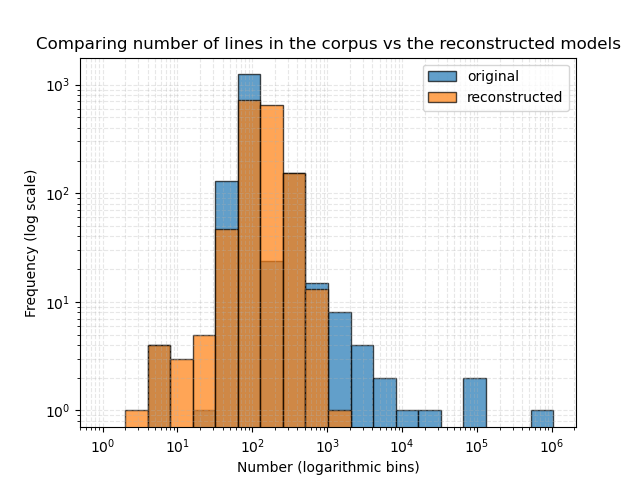 Comparing number of lines in the corpus vs the reconstructed models
original
reconstructed
Frequency (log scale)
10³
10²
10¹
10⁰
10⁰ 10¹ 10² 10³ 10⁴ 10⁵ 10⁶
Number (logarithmic bins)